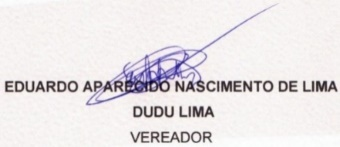 EDUARDO APARECIDO NASCIMENTO DE LIMA
DUDU LIMA
VEREADOR